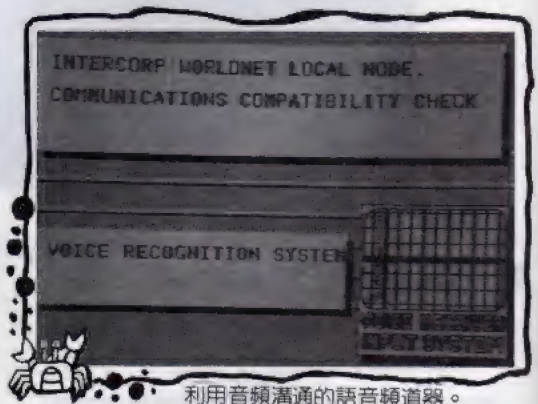 INTERCORP WORLDNET LOCAL NODE.
COMMUNICATIONS COMPATIBILITY CHECK
VOICE RECOGNITION SYSTEM
SYSTEM
利用音頻溝通的語音頻道器。